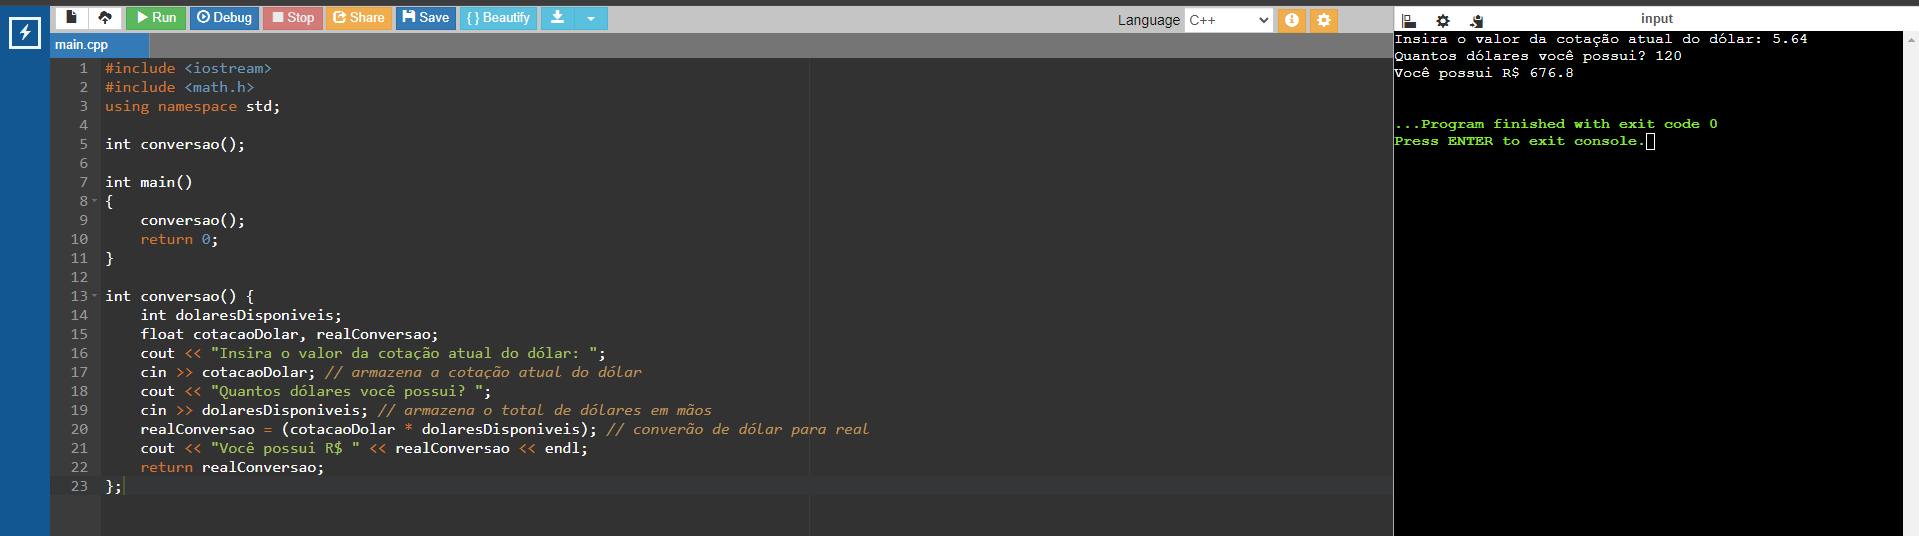 Run Debug Stop Share Save { } Beautify Language C++ input
main.cpp
1 #include <iostream>
2 #include <math.h>
3 using namespace std;
4
5 int conversao();
6
7 int main()
8 {
9 conversao();
10 return 0;
11 }
12
13 int conversao() {
14 int dolaresDisponiveis;
15 float cotacaoDolar, realConversao;
16 cout << "Insira o valor da cotação atual do dólar: ";
17 cin >> cotacaoDolar; // armazena a cotação atual do dólar
18 cout << "Quantos dólares você possui? ";
19 cin >> dolaresDisponiveis; // armazena o total de dólares em mãos
20 realConversao = (cotacaoDolar * dolaresDisponiveis); // converão de dólar para real
21 cout << "Você possui R$ " << realConversao << endl;
22 return realConversao;
23 };
Insira o valor da cotação atual do dólar: 5.64
Quantos dólares você possui? 120
Você possui R$ 676.8
...Program finished with exit code 0
Press ENTER to exit console.